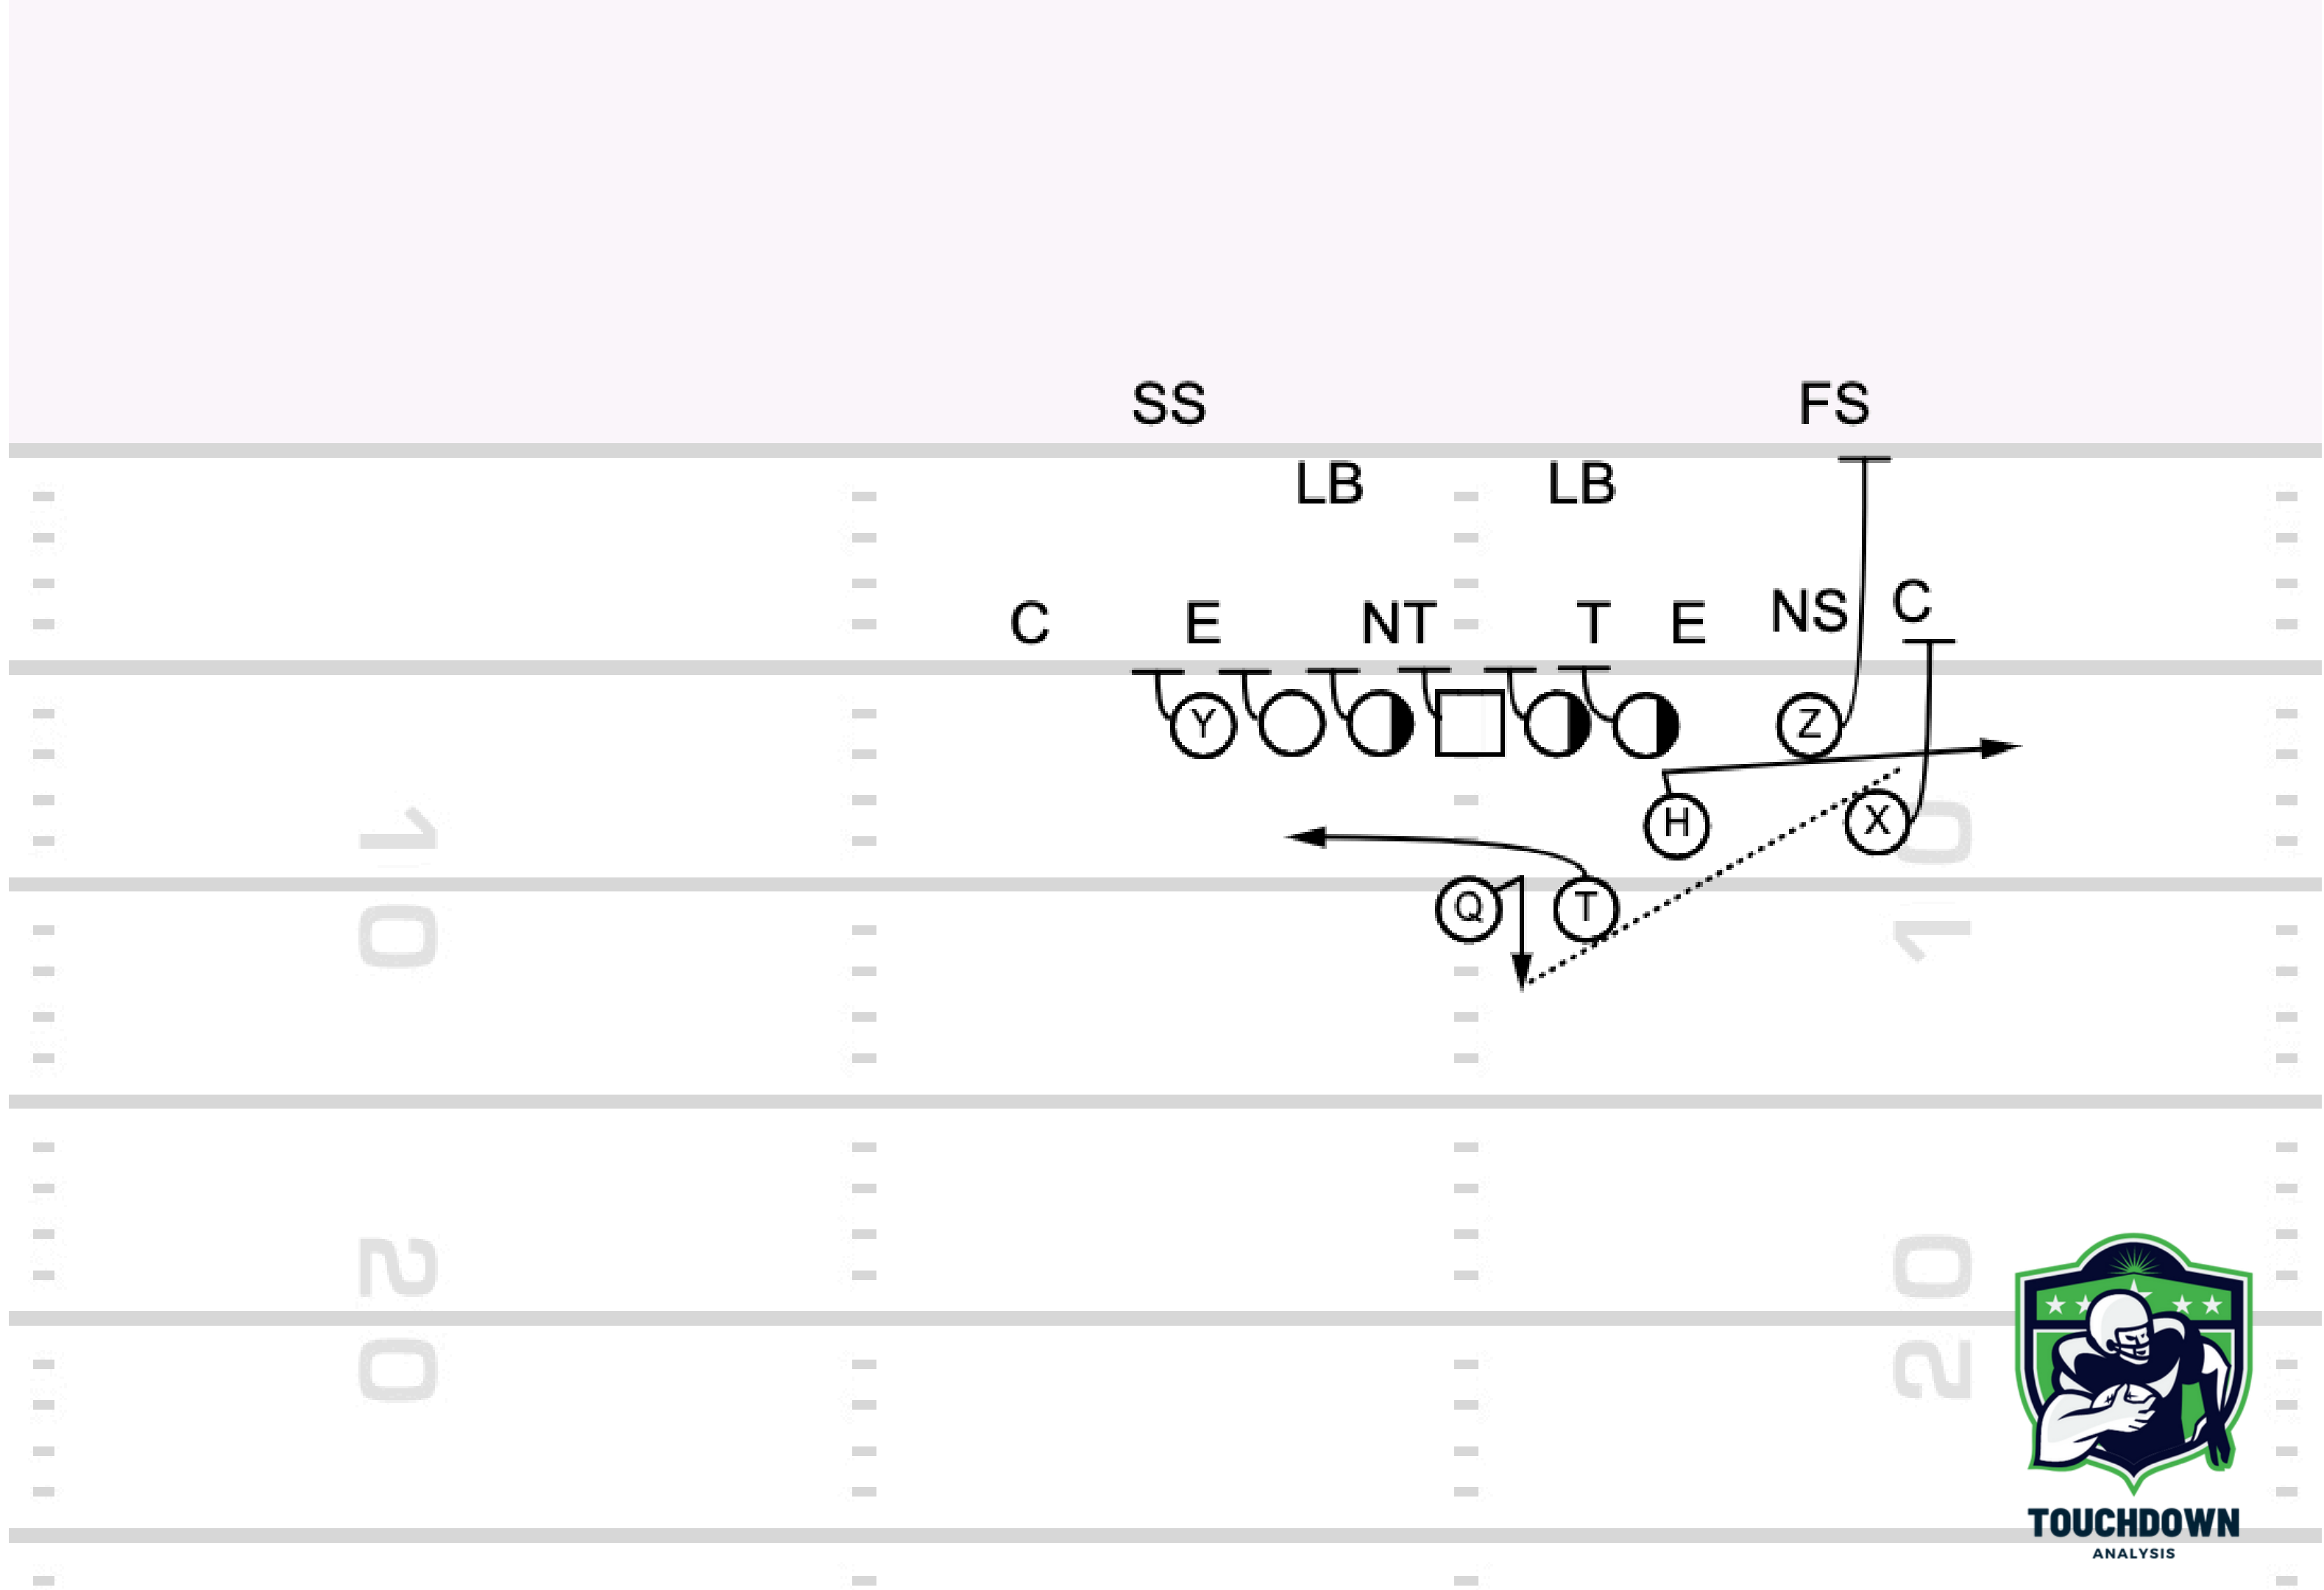 SS FS
LB LB
C E NT T E NS C
Y Z
H X
Q T
10 10
20 20
TOUCHDOWN
ANALYSIS